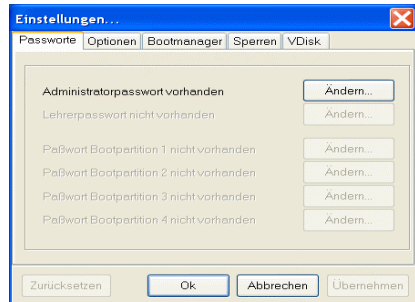 Einstellungen...
Passworte Optionen Bootmanager Sperren VDisk
Administratorpasswort vorhanden Ändern...
Lehrerpasswort nicht vorhanden Ändern...
Paßwort Bootpartition 1 nicht vorhanden Ändern...
Paßwort Bootpartition 2 nicht vorhanden Ändern...
Paßwort Bootpartition 3 nicht vorhanden Ändern...
Paßwort Bootpartition 4 nicht vorhanden Ändern...
Zurücksetzen Ok Abbrechen Übernehmen